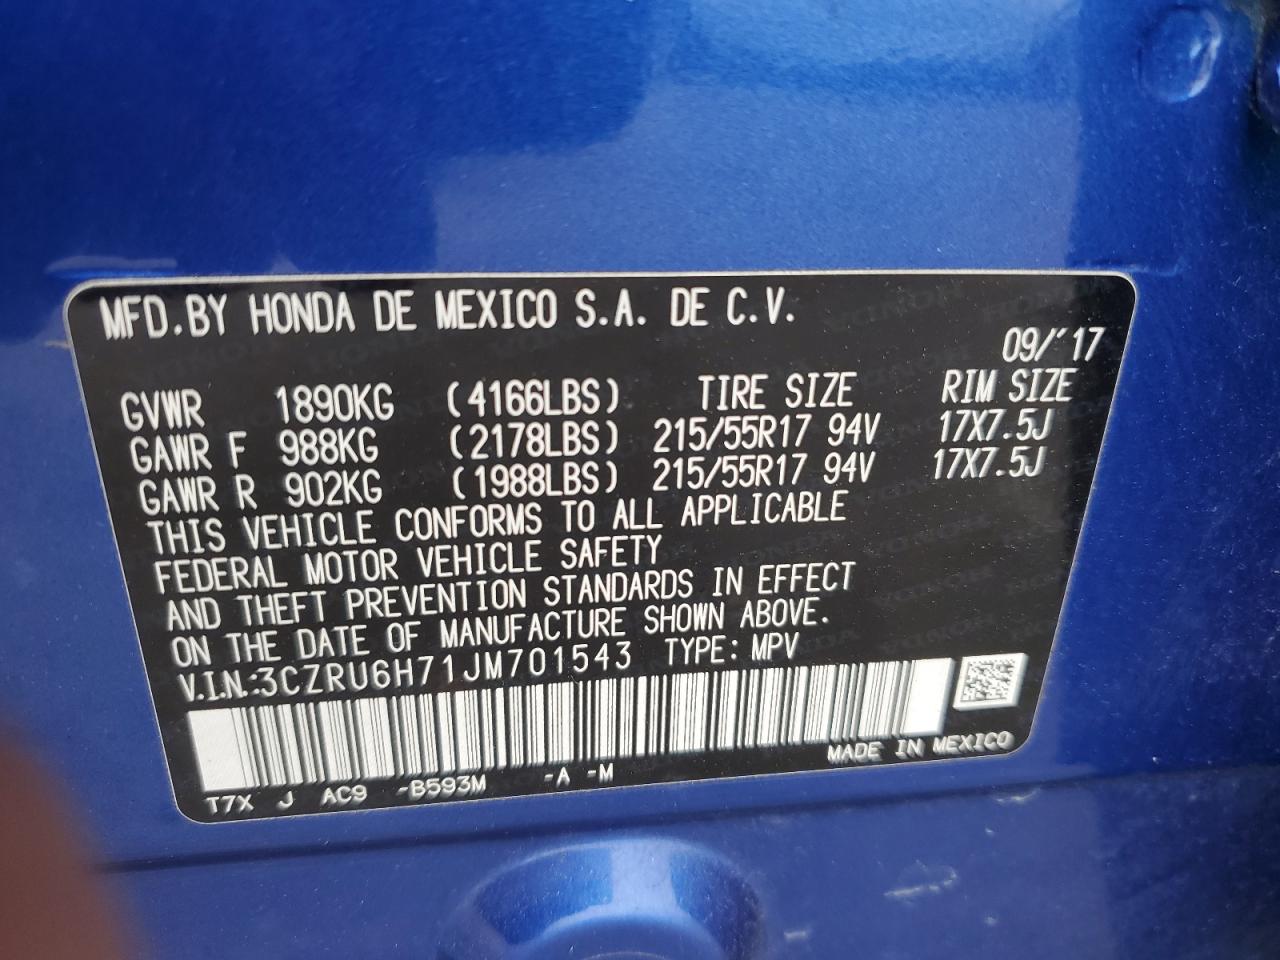 MFD.BY HONDA DE MEXICO S.A. DE C.V.
09/'17
GVWR 1890KG (4166LBS) TIRE SIZE RIM SIZE
GAWR F 988KG (2178LBS) 215/55R17 94V 17X7.5J
GAWR R 902KG (1988LBS) 215/55R17 94V 17X7.5J
THIS VEHICLE CONFORMS TO ALL APPLICABLE
FEDERAL MOTOR VEHICLE SAFETY
AND THEFT PREVENTION STANDARDS IN EFFECT
ON THE DATE OF MANUFACTURE SHOWN ABOVE.
V.I.N.:3CZRU6H71JM701543 TYPE: MPV
MADE IN MEXICO
T7X J AC9 -B593M -A -M